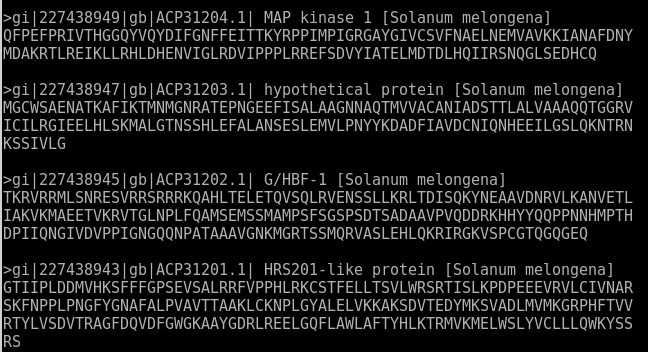 >gi|227438949|gb|ACP31204.1| MAP kinase 1 [Solanum melongena]
QFPEFPRIVTHGGQYVQYDIFGNFFEITTKYRPPIMPIGRGAYGIVCSVFNAELNEMVAVKKIANAFDNY
MDAKRTLREIKLLRHLDHENVIGLRDVIPPPLRREFSDVYIATELMDTDLHQIIRSNQGLSEDHCQ
>gi|227438947|gb|ACP31203.1| hypothetical protein [Solanum melongena]
MGCWSAENATKAFIKTMNMGNRATEPNGEEFISALAAGNNAQTMVVACANIADSTTLALVAAAQQTGGRV
ICILRGIEELHLSKMALGTNSSHLEFALANSESLEMVLPNYYKDADFIAVDCNIQNHEEILGSLQKNTRN
KSSIVLG
>gi|227438945|gb|ACP31202.1| G/HBF-1 [Solanum melongena]
TKRVRRMLSNRESVRRSRRRKQAHLTELETQVSQLRVENSSLLKRLTDISQKYNEAAVDNRVLKANVETL
IAKVKMAEETVKRVTGLNPLFQAMSEMSSMAMPSFSGSPSDTSADAAVPVQDDRKHHYYQQPPNNHMPTH
DPIIQNGIVDVPPIGNGQQNPATAAAVGNKMGRTSSMQRVASLEHLQKRIRGKVSPCGTQGQGEQ
>gi|227438943|gb|ACP31201.1| HRS201-like protein [Solanum melongena]
GTIIPLDDMVHKSFFFGPSEVSALRRFVPPHLRKCSTFELLTSVLWRSRTISLKPDPEEEVRVLCIVNAR
SKFNPPLPNGFYGNAFALPVAVTTAAKLCKNPLGYALELVKKAKSDVTEDYMKSVADLMVMKGRPHFTVV
RTYLVSDVTRAGFDQVDFGWGKAAYGDRLREELGQFLAWLAFTYHLKTRMVKMELWSLYVCLLLQWKYSS
RS